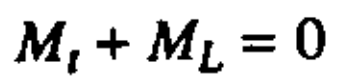 M_t + M_L = 0